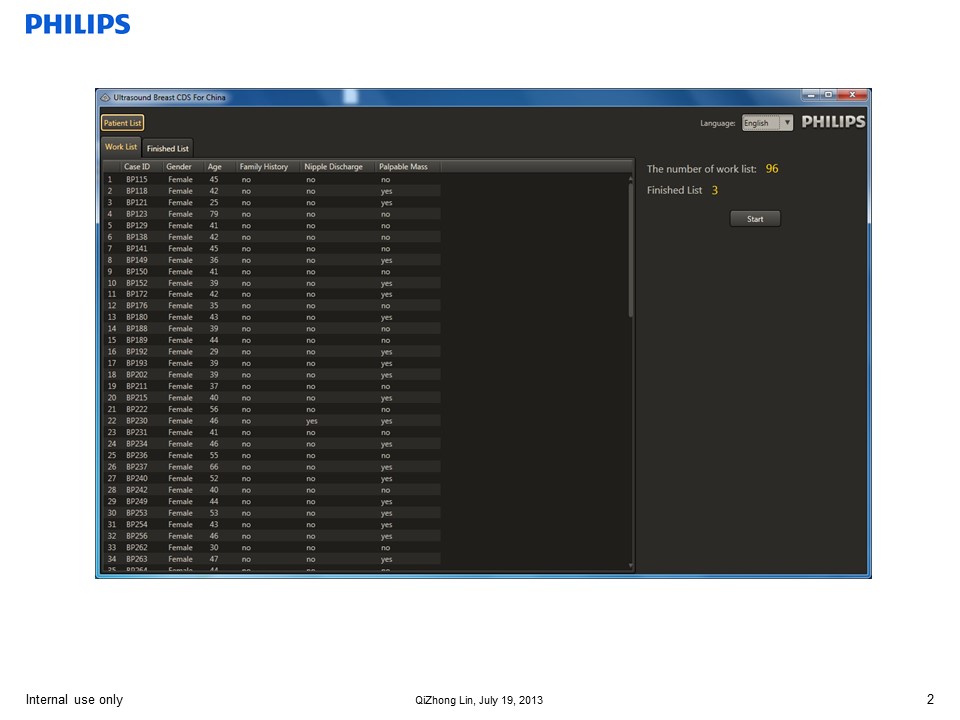 PHILIPS
Ultrasound Breast CDS For China
Patient List
Language: English PHILIPS
Work List Finished List
Case ID Gender Age Family History Nipple Discharge Palpable Mass
1 BP115 Female 45 no no no
2 BP118 Female 42 no no yes
3 BP121 Female 25 no no yes
4 BP123 Female 79 no no no
5 BP129 Female 41 no no no
6 BP138 Female 42 no no no
7 BP141 Female 45 no no no
8 BP149 Female 36 no no yes
9 BP150 Female 41 no no no
10 BP152 Female 39 no no yes
11 BP172 Female 42 no no yes
12 BP176 Female 35 no no no
13 BP180 Female 43 no no yes
14 BP188 Female 39 no no no
15 BP189 Female 44 no no no
16 BP192 Female 29 no no yes
17 BP193 Female 39 no no yes
18 BP202 Female 39 no no yes
19 BP211 Female 37 no no no
20 BP215 Female 40 no no yes
21 BP222 Female 56 no no no
22 BP230 Female 46 no yes yes
23 BP231 Female 41 no no no
24 BP234 Female 46 no no yes
25 BP236 Female 55 no no no
26 BP237 Female 66 no no yes
27 BP240 Female 52 no no yes
28 BP242 Female 40 no no no
29 BP249 Female 44 no no yes
30 BP253 Female 53 no no yes
31 BP254 Female 43 no no yes
32 BP256 Female 46 no no yes
33 BP262 Female 30 no no no
34 BP263 Female 47 no no yes
35 BP264 Female 44 no no no
The number of work list: 96
Finished List 3
Start
Internal use only
QiZhong Lin, July 19, 2013
2